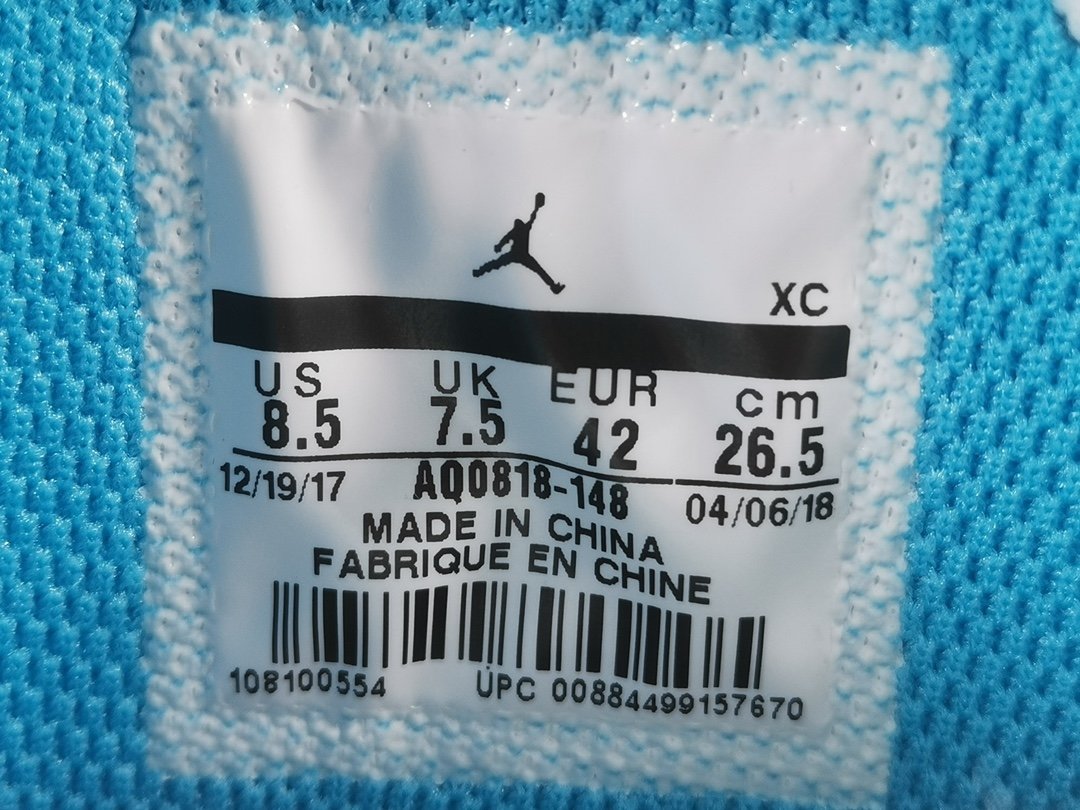 XC
US UK EUR cm
8.5 7.5 42 26.5
12/19/17 AQ0818-148 04/06/18
MADE IN CHINA
FABRIQUE EN CHINE
108100554 UPC 00884499157670